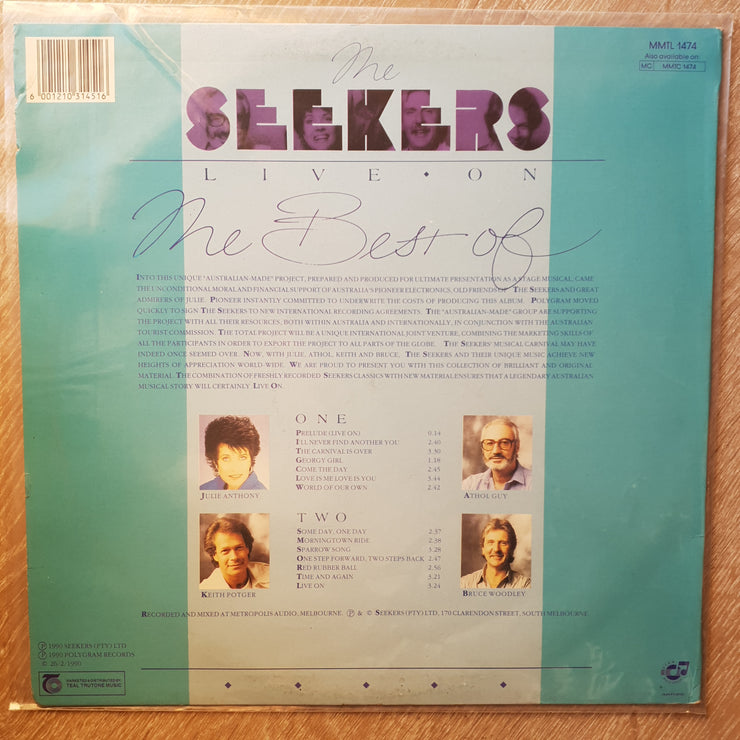 The
SEEKERS
LIVE • ON
The Best of
6 001210 314516
MMTL 1474
Also available on:
MC MMTC 1474
INTO THIS UNIQUE "AUSTRALIAN-MADE" PROJECT, PREPARED AND PRODUCED FOR ULTIMATE PRESENTATION AS A STAGE MUSICAL, CAME
THE UNCONDITIONAL MORAL AND FINANCIAL SUPPORT OF AUSTRALIA'S PIONEER ELECTRONICS, OLD FRIENDS OF THE SEEKERS AND GREAT
ADMIRERS OF JULIE. PIONEER INSTANTLY COMMITTED TO UNDERWRITE THE COSTS OF PRODUCING THIS ALBUM. POLYGRAM MOVED
QUICKLY TO SIGN THE SEEKERS TO NEW INTERNATIONAL RECORDING AGREEMENTS. THE "AUSTRALIAN-MADE" GROUP ARE SUPPORTING
THE PROJECT WITH ALL THEIR RESOURCES, BOTH WITHIN AUSTRALIA AND INTERNATIONALLY, IN CONJUNCTION WITH THE AUSTRALIAN
TOURIST COMMISSION. THE TOTAL PROJECT WILL BE A UNIQUE INTERNATIONAL JOINT VENTURE, COMBINING THE MARKETING SKILLS OF
ALL THE PARTICIPANTS IN ORDER TO EXPORT THE PROJECT TO ALL PARTS OF THE GLOBE. THE SEEKERS' MUSICAL CARNIVAL MAY HAVE
INDEED ONCE SEEMED OVER. NOW, WITH JULIE, ATHOL, KEITH AND BRUCE, THE SEEKERS AND THEIR UNIQUE MUSIC ACHIEVE NEW
HEIGHTS OF APPRECIATION WORLD-WIDE. WE ARE PROUD TO PRESENT YOU WITH THIS COLLECTION OF BRILLIANT AND ORIGINAL
MATERIAL. THE COMBINATION OF FRESHLY RECORDED SEEKERS CLASSICS WITH NEW MATERIAL ENSURES THAT A LEGENDARY AUSTRALIAN
MUSICAL STORY WILL CERTAINLY LIVE ON.
ONE
PRELUDE (LIVE ON) 0.14
I'LL NEVER FIND ANOTHER YOU 2.40
THE CARNIVAL IS OVER 3.30
GEORGY GIRL 1.18
COME THE DAY 2.45
LOVE IS ME LOVE IS YOU 3.44
WORLD OF OUR OWN 2.42
JULIE ANTHONY
ATHOL GUY
TWO
SOME DAY, ONE DAY 2.37
MORNINGTOWN RIDE 2.38
SPARROW SONG 3.28
ONE STEP FORWARD, TWO STEPS BACK 2.47
RED RUBBER BALL 2.56
TIME AND AGAIN 3.21
LIVE ON 3.24
KEITH POTGER
BRUCE WOODLEY
RECORDED AND MIXED AT METROPOLIS AUDIO, MELBOURNE. ℗ & © SEEKERS (PTY) LTD, 170 CLARENDON STREET, SOUTH MELBOURNE.
℗ 1990 SEEKERS (PTY) LTD
℗ 1990 POLYGRAM RECORDS
© 26/2/1990
MARKETED & DISTRIBUTED BY
TEAL TRUTONE MUSIC